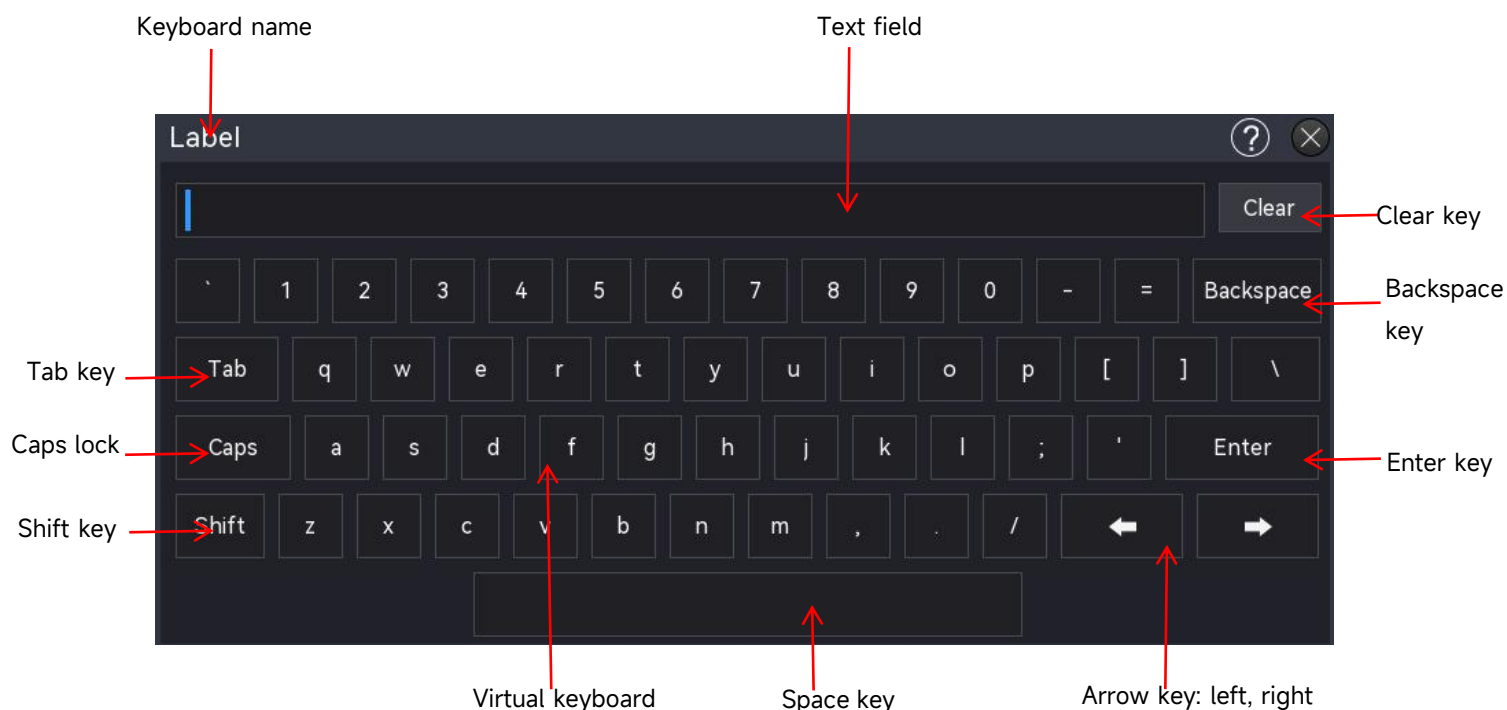 Keyboard name
Text field
Label
?
Clear
Clear key
` 1 2 3 4 5 6 7 8 9 0 - = Backspace
Backspace
key
Tab key
Tab q w e r t y u i o p [ ] \
Caps lock
Caps a s d f g h j k l ; ' Enter
Enter key
Shift key
Shift z x c v b n m , . / ← →
Virtual keyboard
Space key
Arrow key: left, right